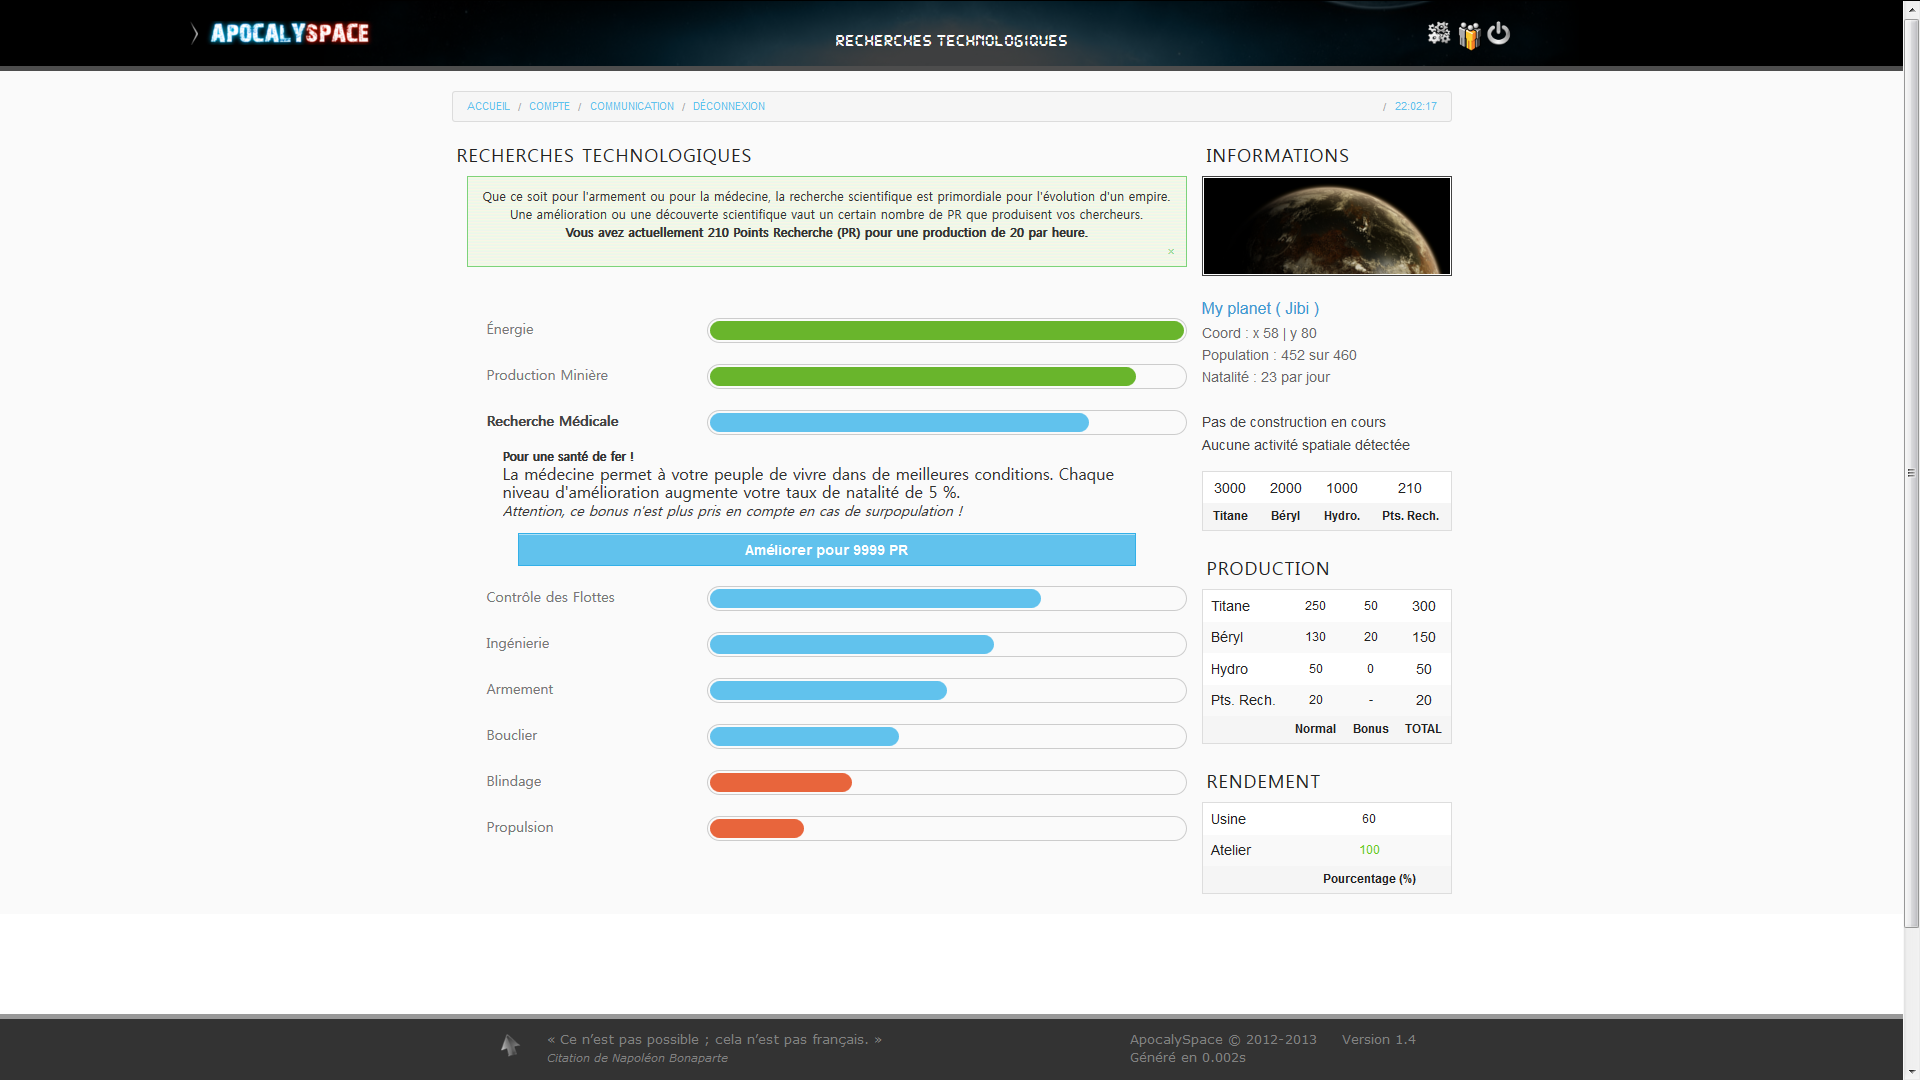 APOCALYSPACE
RECHERCHES TECHNOLOGIQUES
ACCUEIL / COMPTE / COMMUNICATION / DÉCONNEXION
/ 22:02:17
RECHERCHES TECHNOLOGIQUES
Que ce soit pour l'armement ou pour la médecine, la recherche scientifique est primordiale pour l'évolution d'un empire.
Une amélioration ou une découverte scientifique vaut un certain nombre de PR que produisent vos chercheurs.
Vous avez actuellement 210 Points Recherche (PR) pour une production de 20 par heure.
×
Énergie
Production Minière
Recherche Médicale
Pour une santé de fer !
La médecine permet à votre peuple de vivre dans de meilleures conditions. Chaque
niveau d'amélioration augmente votre taux de natalité de 5 %.
Attention, ce bonus n'est plus pris en compte en cas de surpopulation !
Améliorer pour 9999 PR
Contrôle des Flottes
Ingénierie
Armement
Bouclier
Blindage
Propulsion
INFORMATIONS
My planet ( Jibi )
Coord : x 58 | y 80
Population : 452 sur 460
Natalité : 23 par jour
Pas de construction en cours
Aucune activité spatiale détectée
3000 2000 1000 210
Titane Béryl Hydro. Pts. Rech.
PRODUCTION
Titane 250 50 300
Béryl 130 20 150
Hydro 50 0 50
Pts. Rech. 20 - 20
Normal Bonus TOTAL
RENDEMENT
Usine 60
Atelier 100
Pourcentage (%)
« Ce n’est pas possible ; cela n’est pas français. »
Citation de Napoléon Bonaparte
ApocalySpace © 2012-2013 Version 1.4
Généré en 0.002s